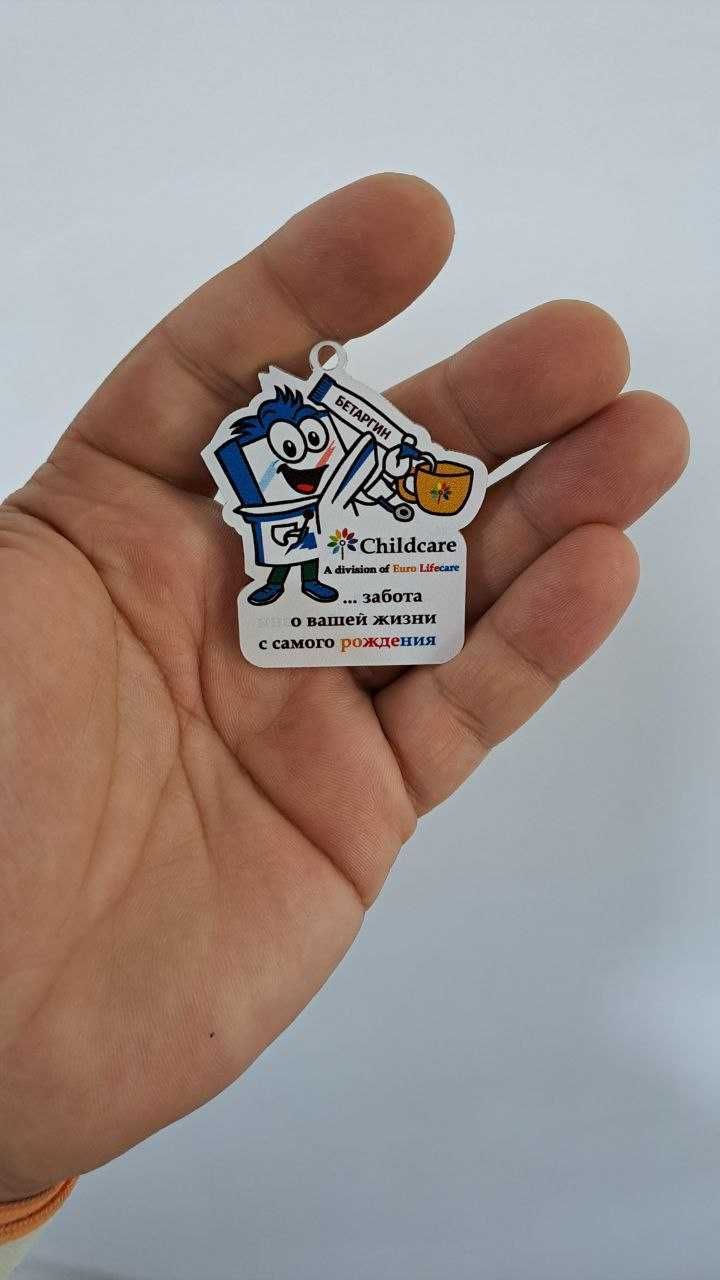 БЕТАРГИН
Childcare
A division of Euro Lifecare
... забота
о вашей жизни
с самого рождения